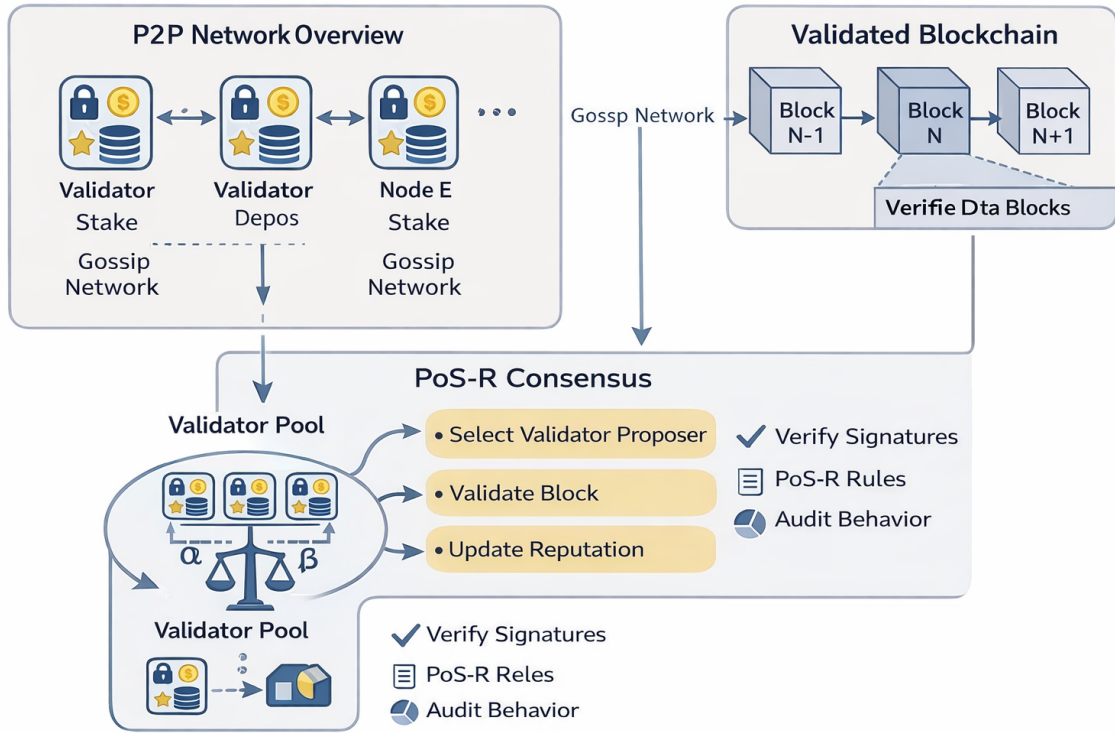 P2P Network Overview
Validator
Stake
Gossip
Network
Validator
Depos
Node E
Stake
Gossip
Network
Gossp Network
Validated Blockchain
Block
N-1
Block
N
Block
N+1
Verifie Dta Blocks
PoS-R Consensus
Validator Pool
α
β
• Select Validator Proposer
• Validate Block
• Update Reputation
Verify Signatures
PoS-R Rules
Audit Behavior
Validator Pool
Verify Signatures
PoS-R Reles
Audit Behavior